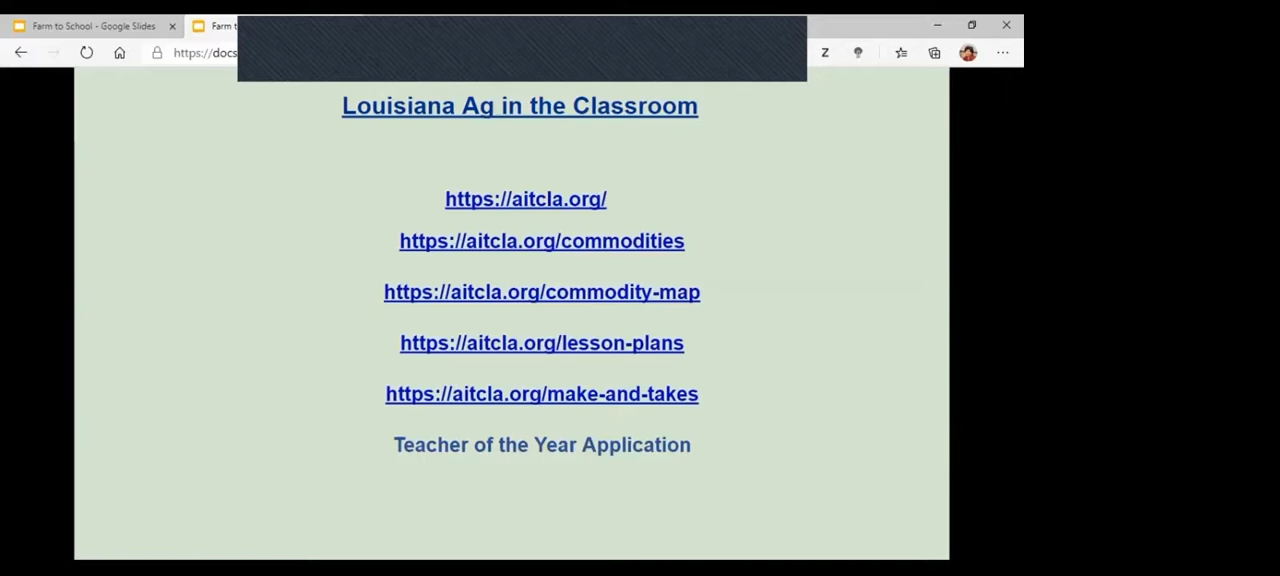 Farm to School - Google Slides
Farm t
https://docs
Louisiana Ag in the Classroom
https://aitcla.org/
https://aitcla.org/commodities
https://aitcla.org/commodity-map
https://aitcla.org/lesson-plans
https://aitcla.org/make-and-takes
Teacher of the Year Application